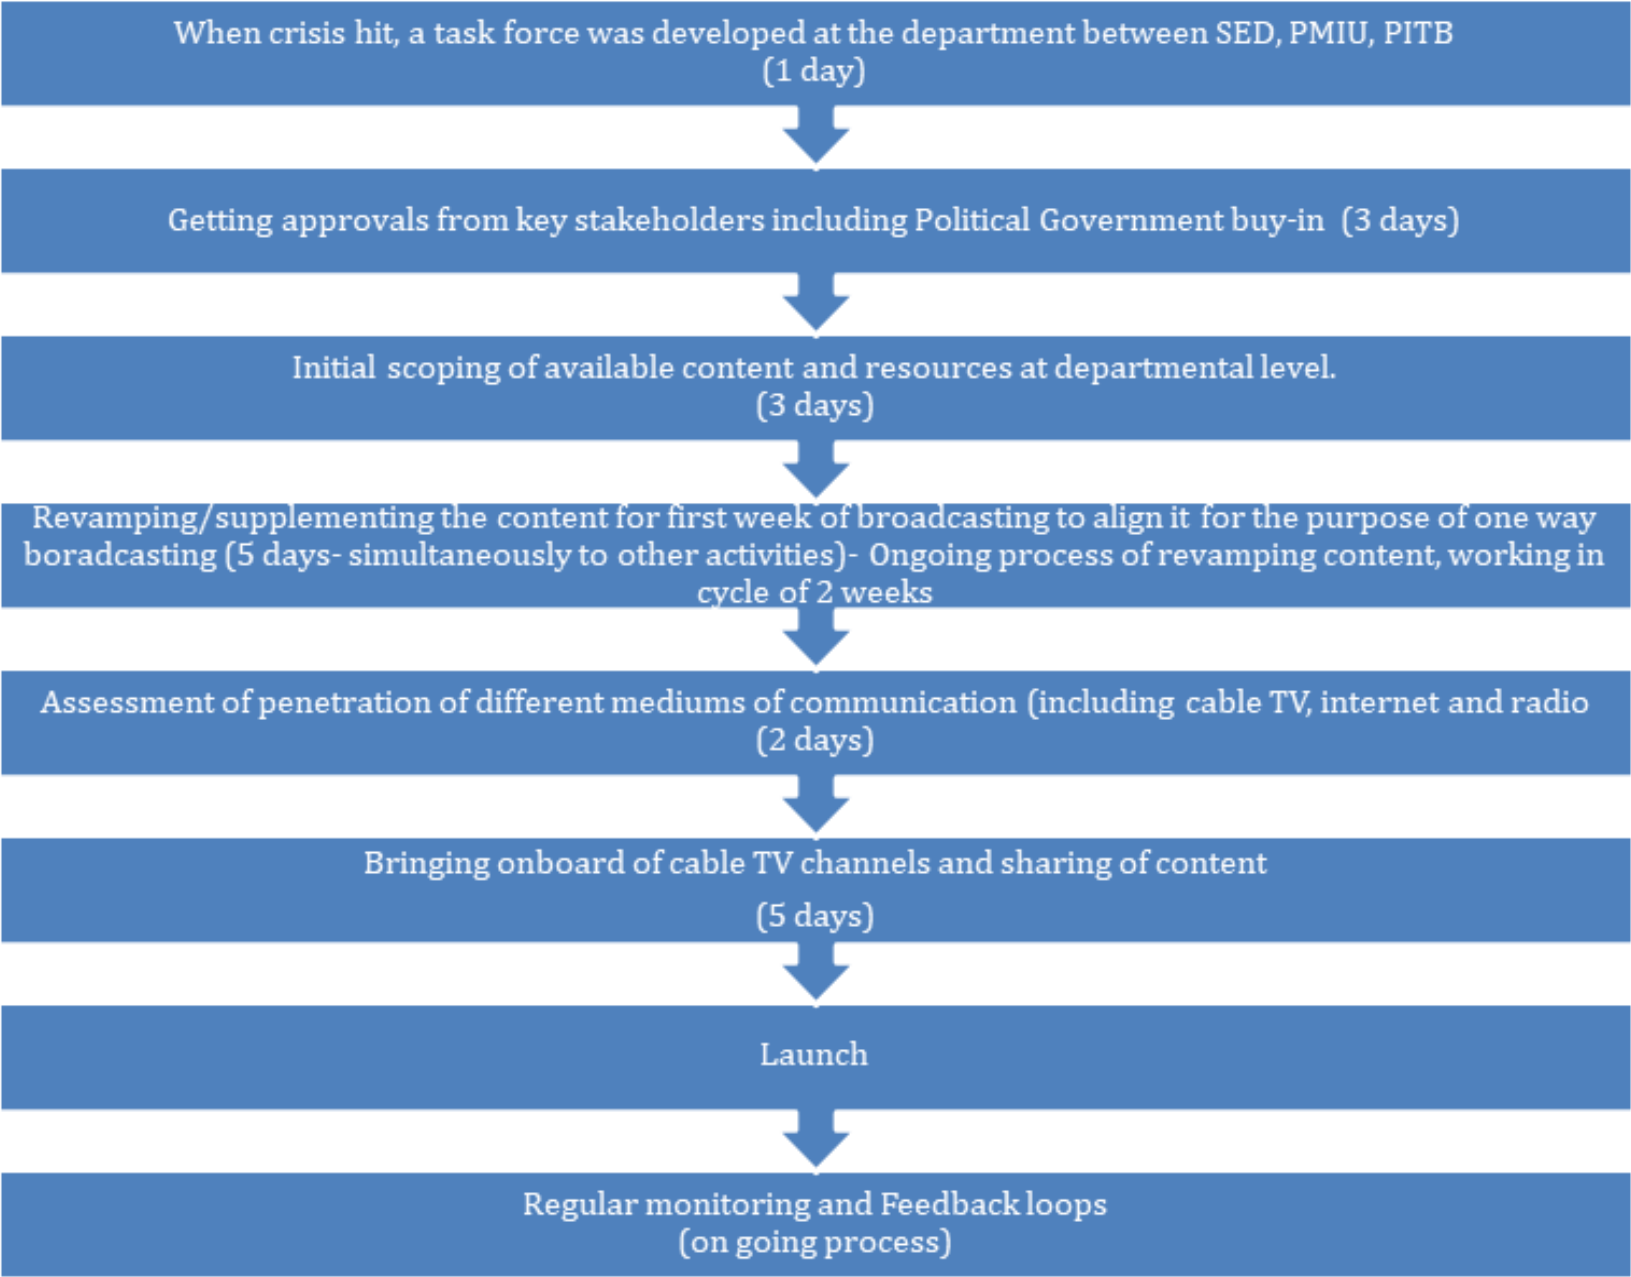 When crisis hit, a task force was developed at the department between SED, PMIU, PITB
(1 day)
Getting approvals from key stakeholders including Political Government buy-in (3 days)
Initial scoping of available content and resources at departmental level.
(3 days)
Revamping/supplementing the content for first week of broadcasting to align it for the purpose of one way
boradcasting (5 days- simultaneously to other activities)- Ongoing process of revamping content, working in
cycle of 2 weeks
Assessment of penetration of different mediums of communication (including cable TV, internet and radio
(2 days)
Bringing onboard of cable TV channels and sharing of content
(5 days)
Launch
Regular monitoring and Feedback loops
(on going process)